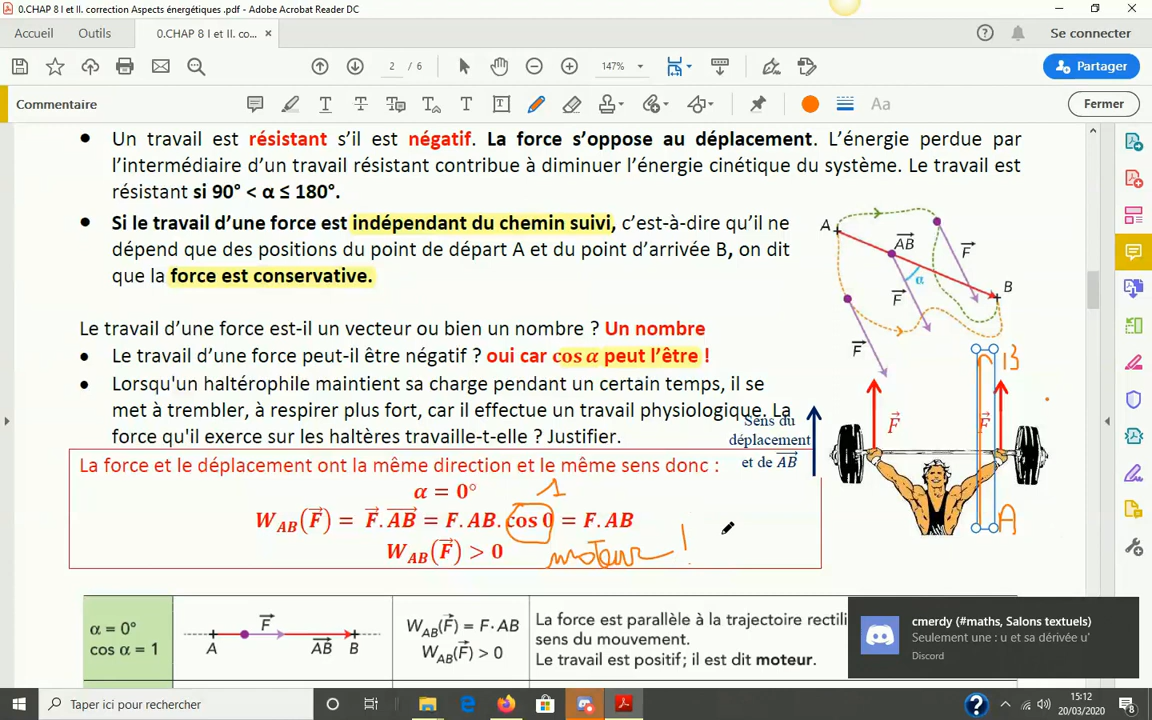 0.CHAP 8 I et II. correction Aspects énergétiques .pdf - Adobe Acrobat Reader DC
Accueil
Outils
0.CHAP 8 I et II. co...
Se connecter
2 / 6
147%
Partager
Commentaire
Aa
Fermer
Un travail est résistant s’il est négatif. La force s’oppose au déplacement. L’énergie perdue par
l’intermédiaire d’un travail résistant contribue à diminuer l’énergie cinétique du système. Le travail est
résistant si 90° < α ≤ 180°.
Si le travail d’une force est indépendant du chemin suivi, c’est-à-dire qu’il ne
dépend que des positions du point de départ A et du point d’arrivée B, on dit
que la force est conservative.
A
AB
F
α
F
B
F
Le travail d’une force est-il un vecteur ou bien un nombre ? Un nombre
Le travail d’une force peut-il être négatif ? oui car cos α peut l’être !
Lorsqu'un haltérophile maintient sa charge pendant un certain temps, il se
met à trembler, à respirer plus fort, car il effectue un travail physiologique. La
force qu'il exerce sur les haltères travaille-t-elle ? Justifier.
B
F
F
Sens du
déplacement
et de AB
A
La force et le déplacement ont la même direction et le même sens donc :
α = 0°
1
W_AB(F) = F. AB = F. AB. cos 0 = F. AB
W_AB(F) > 0
moteur !
α = 0°
cos α = 1
F
A
AB
B
W_AB(F) = F · AB
W_AB(F) > 0
La force est parallèle à la trajectoire rectili
sens du mouvement.
Le travail est positif ; il est dit moteur.
cmerdy (#maths, Salons textuels)
Seulement une : u et sa dérivée u'
Discord
Taper ici pour rechercher
15:12
20/03/2020
8